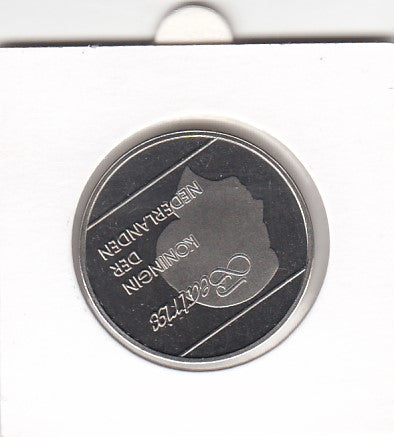 Beatrix
KONINGIN
DER
NEDERLANDEN